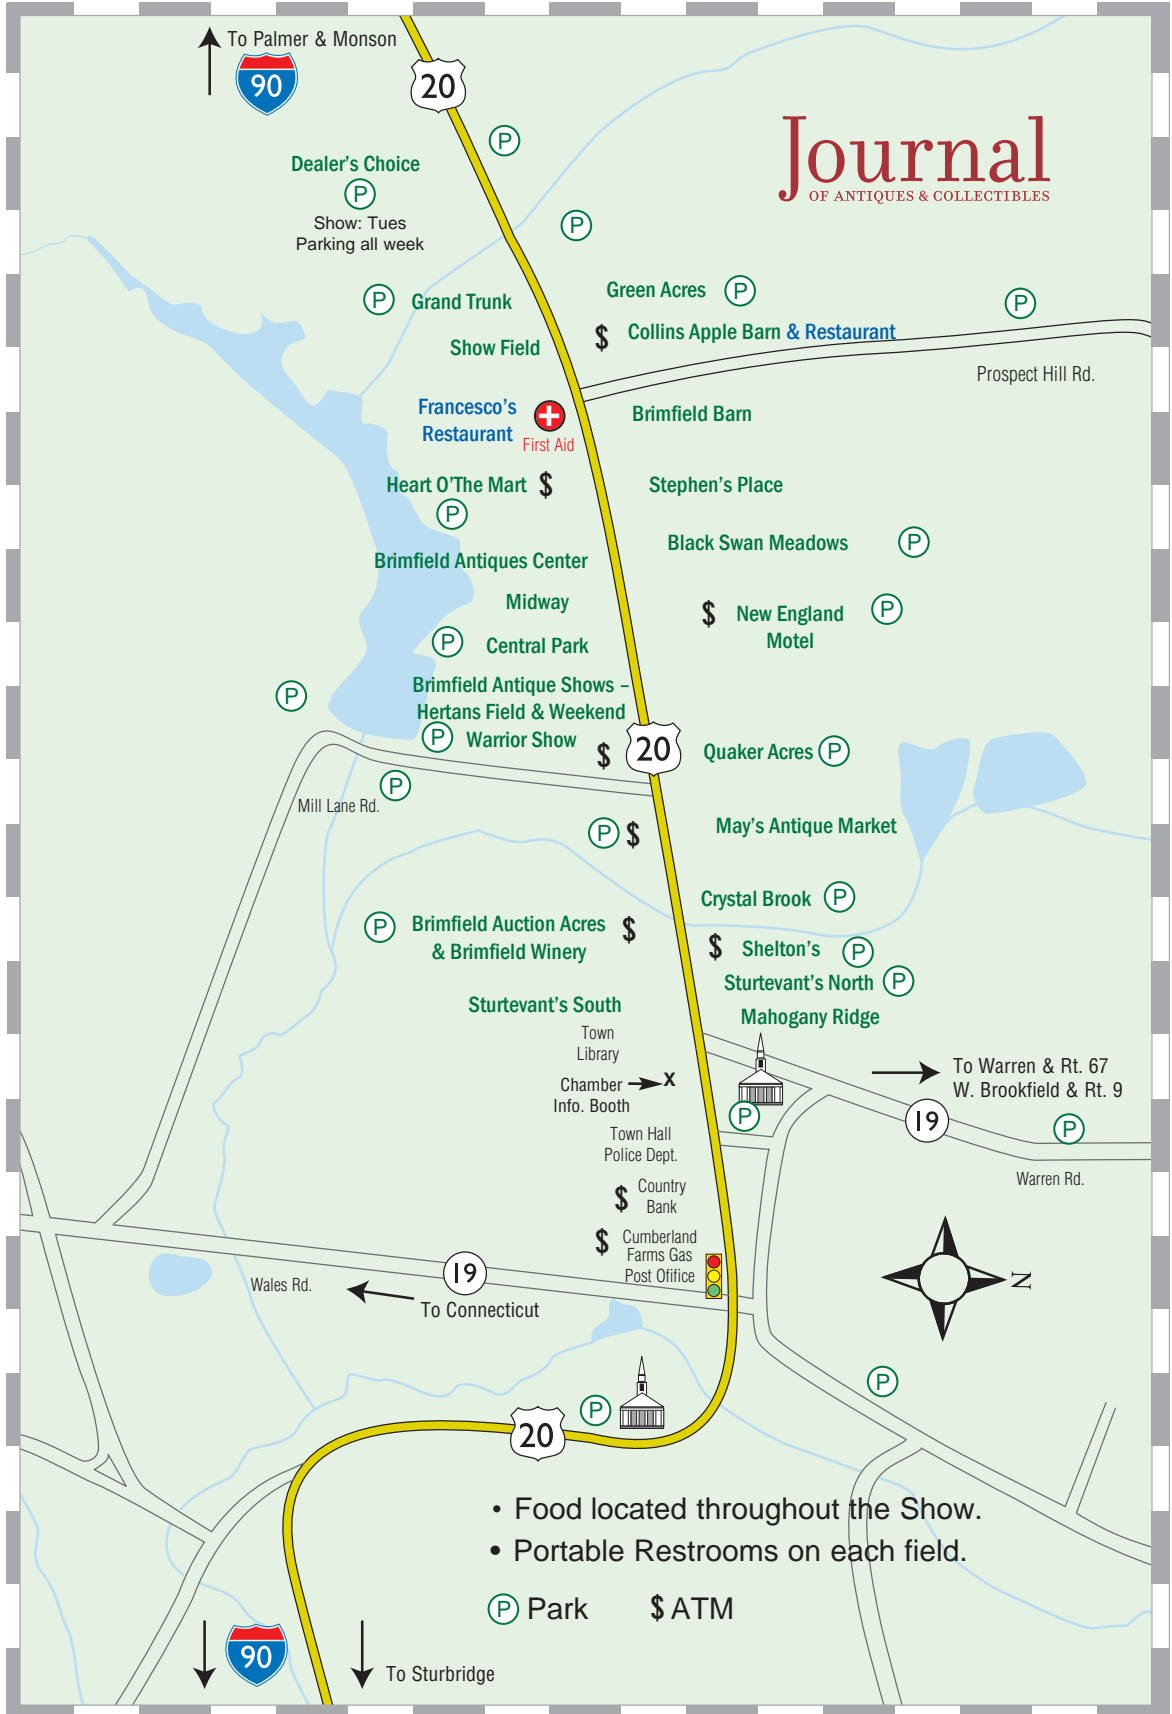 To Palmer & Monson
90
20
P
Journal
OF ANTIQUES & COLLECTIBLES
Dealer's Choice
P
Show: Tues
Parking all week
P
Green Acres P
P Grand Trunk
P
$ Collins Apple Barn & Restaurant
Show Field
Prospect Hill Rd.
Francesco's
Restaurant
First Aid
Brimfield Barn
Heart O'The Mart $
P
Stephen's Place
Black Swan Meadows P
Brimfield Antiques Center
Midway
$ New England
Motel
P
P Central Park
Brimfield Antique Shows –
Hertans Field & Weekend
P Warrior Show $
P
20
Quaker Acres P
P
Mill Lane Rd.
P $
May's Antique Market
Crystal Brook P
P Brimfield Auction Acres
& Brimfield Winery
$
$ Shelton's P
Sturtevant's North P
Sturtevant's South
Mahogany Ridge
Town
Library
To Warren & Rt. 67
W. Brookfield & Rt. 9
Chamber
Info. Booth
X
P
19
P
Town Hall
Police Dept.
Warren Rd.
$ Country
Bank
$ Cumberland
Farms Gas
Post Ofifice
N
19
Wales Rd.
To Connecticut
P
P
20
• Food located throughout the Show.
• Portable Restrooms on each field.
P Park $ ATM
90
To Sturbridge